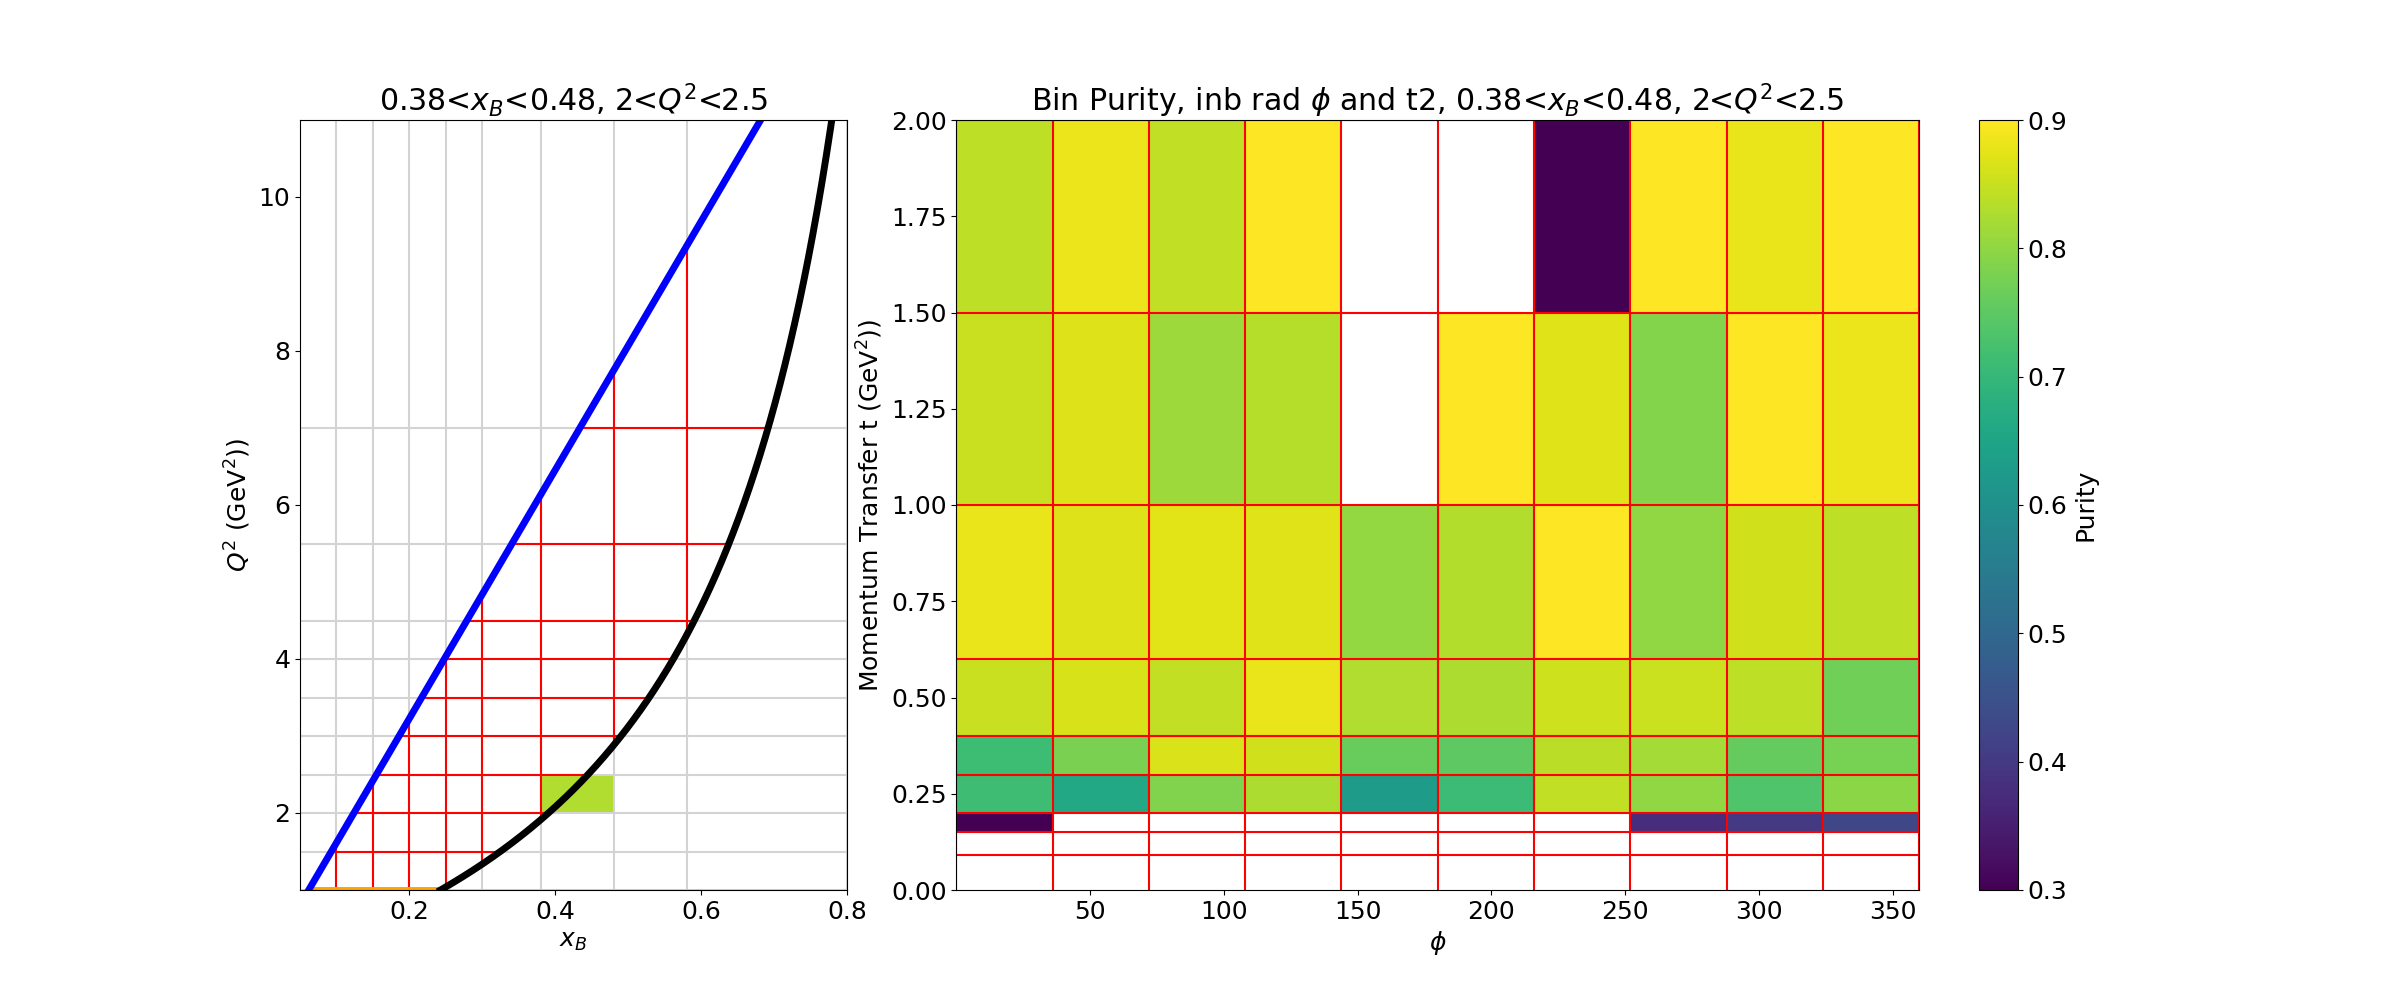 0.38<x_B<0.48, 2<Q²<2.5
Q² (GeV²))
10
8
6
4
2
0.2 0.4 0.6 0.8
x_B
Bin Purity, inb rad ϕ and t2, 0.38<x_B<0.48, 2<Q²<2.5
Momentum Transfer t (GeV²))
2.00
1.75
1.50
1.25
1.00
0.75
0.50
0.25
0.00
50 100 150 200 250 300 350
ϕ
0.9
0.8
0.7
0.6
0.5
0.4
0.3
Purity